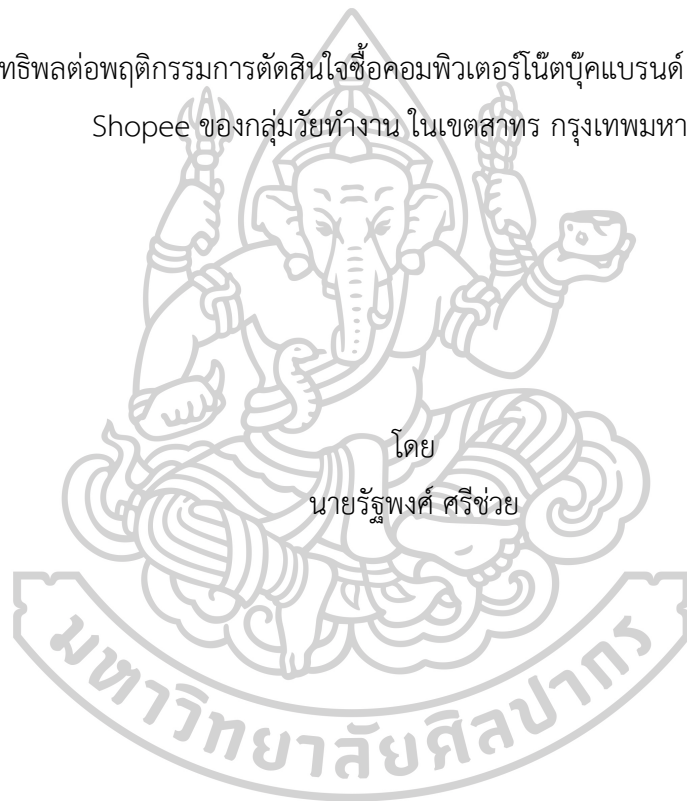 ทธิพลต่อพฤติกรรมการตัดสินใจซื้อคอมพิวเตอร์โน๊ตบุ๊คแบรนด์
Shopee ของกลุ่มวัยทำงาน ในเขตสาทร กรุงเทพมหา
โดย
นายรัฐพงศ์ ศรีช่วย
มหาวิทยาลัยศิลปากร